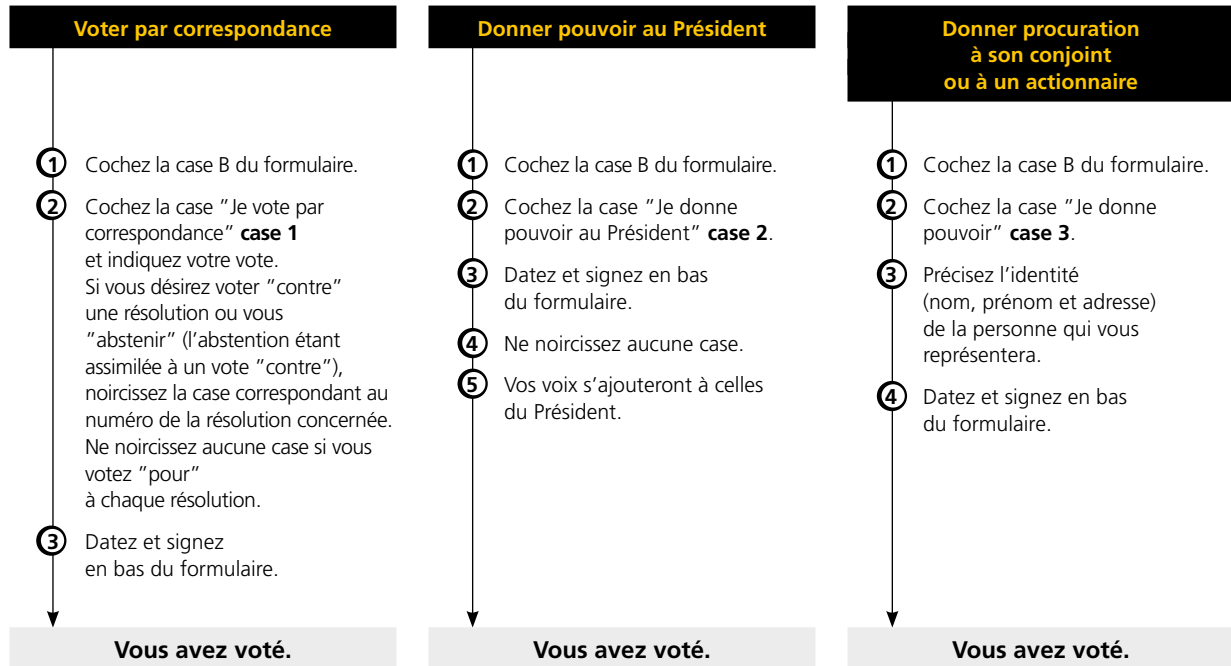 Voter par correspondance
1 Cochez la case B du formulaire.
2 Cochez la case "Je vote par
correspondance" case 1
et indiquez votre vote.
Si vous désirez voter "contre"
une résolution ou vous
"abstenir" (l'abstention étant
assimilée à un vote "contre"),
noircissez la case correspondant au
numéro de la résolution concernée.
Ne noircissez aucune case si vous
votez "pour"
à chaque résolution.
3 Datez et signez
en bas du formulaire.
Vous avez voté.
Donner pouvoir au Président
1 Cochez la case B du formulaire.
2 Cochez la case "Je donne
pouvoir au Président" case 2.
3 Datez et signez en bas
du formulaire.
4 Ne noircissez aucune case.
5 Vos voix s'ajouteront à celles
du Président.
Vous avez voté.
Donner procuration
à son conjoint
ou à un actionnaire
1 Cochez la case B du formulaire.
2 Cochez la case "Je donne
pouvoir" case 3.
3 Précisez l'identité
(nom, prénom et adresse)
de la personne qui vous
représentera.
4 Datez et signez en bas
du formulaire.
Vous avez voté.